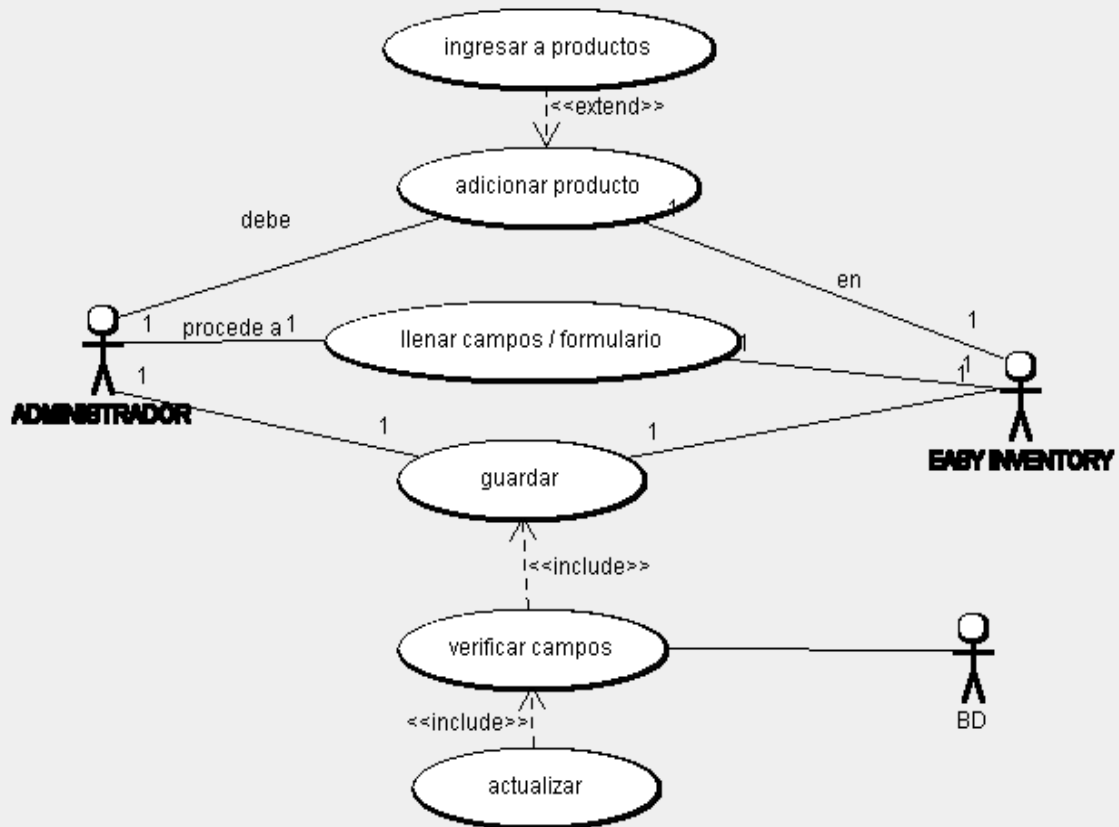 ingresar a productos
<<extend>>
adicionar producto
1
debe
en
1
1
procede a
1
llenar campos / formulario
1
1
1
1
ADMINISTRADOR
1
1
EASY INVENTORY
guardar
<<include>>
verificar campos
<<include>>
BD
actualizar